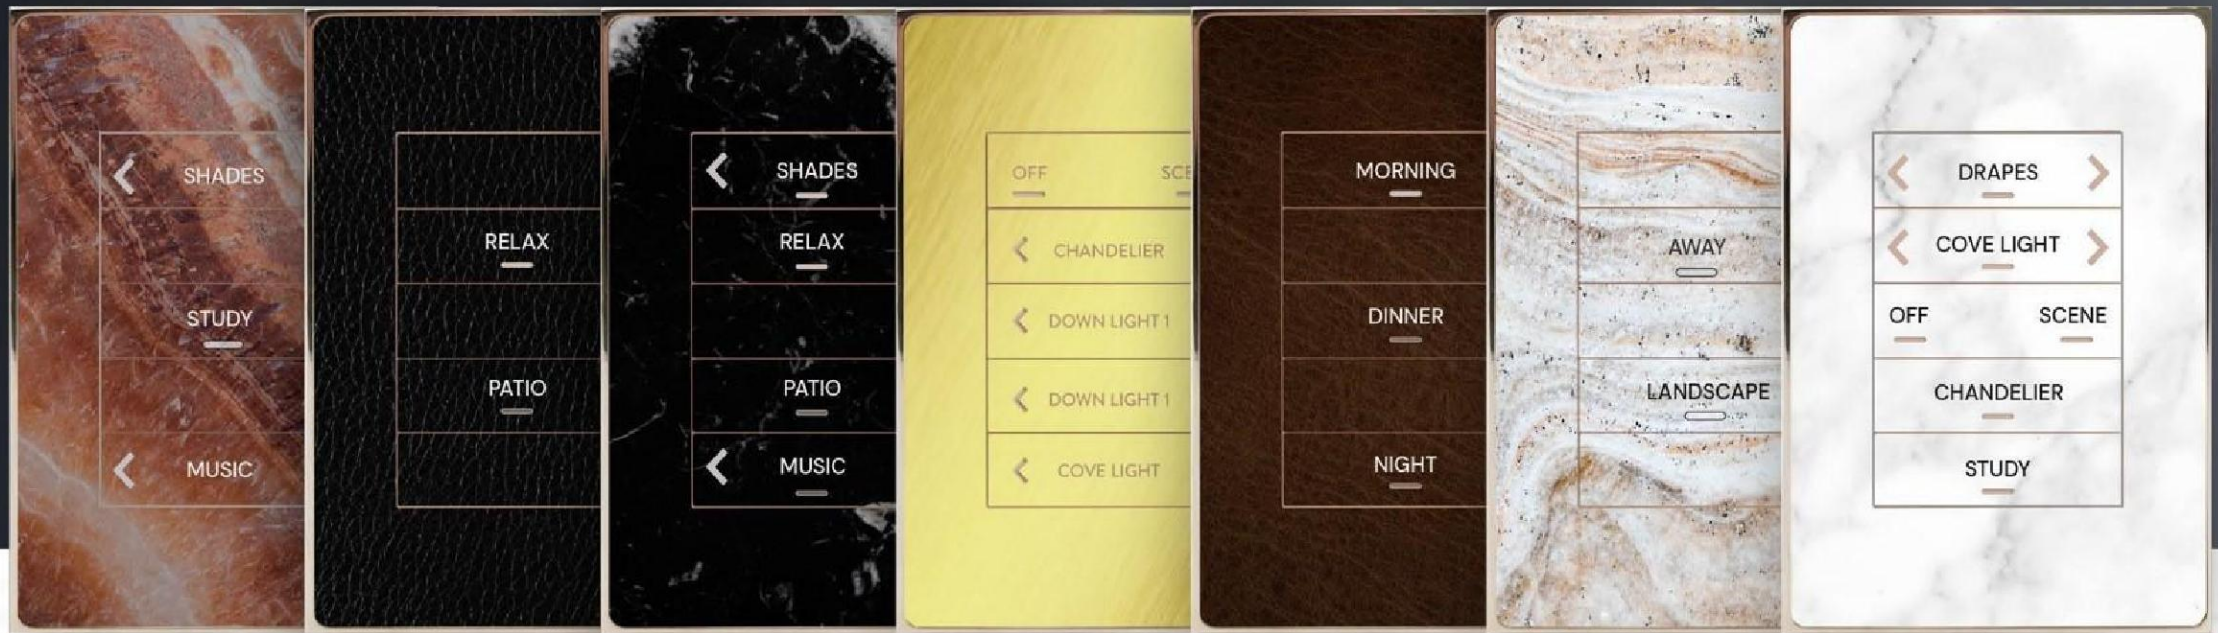 SHADES
STUDY
MUSIC
RELAX
PATIO
SHADES
RELAX
PATIO
MUSIC
OFF SCE
CHANDELIER
DOWN LIGHT 1
DOWN LIGHT 1
COVE LIGHT
MORNING
DINNER
NIGHT
AWAY
LANDSCAPE
DRAPES
COVE LIGHT
OFF SCENE
CHANDELIER
STUDY